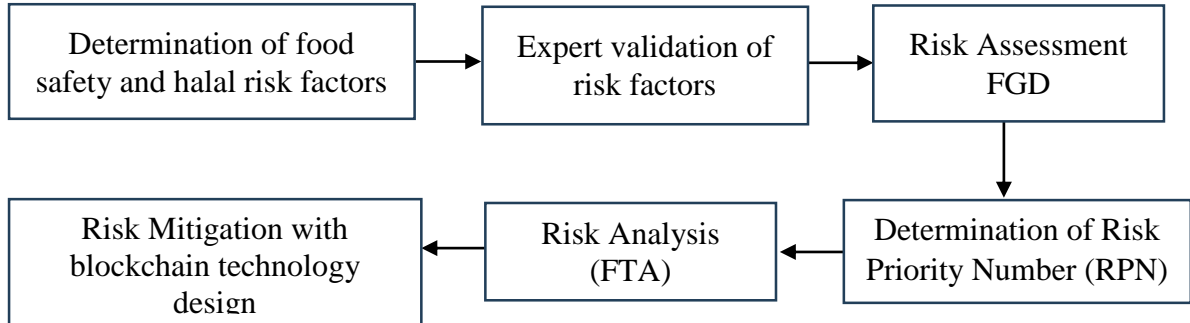 Determination of food
safety and halal risk factors
Expert validation of
risk factors
Risk Assessment
FGD
Determination of Risk
Priority Number (RPN)
Risk Analysis
(FTA)
Risk Mitigation with
blockchain technology
design